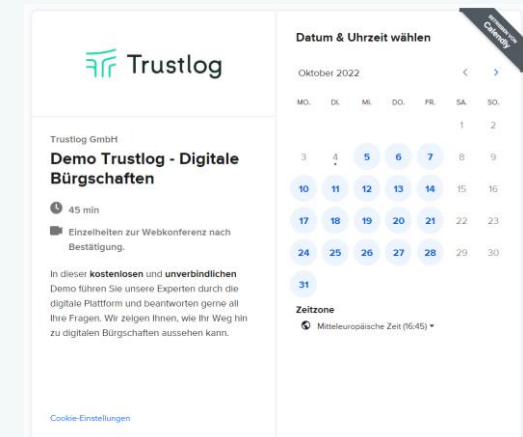 Trustlog
Trustlog GmbH
Demo Trustlog - Digitale
Bürgschaften
45 min
Einzelheiten zur Webkonferenz nach
Bestätigung.
In dieser kostenlosen und unverbindlichen
Demo führen Sie unsere Experten durch die
digitale Plattform und beantworten gerne all
Ihre Fragen. Wir zeigen Ihnen, wie Ihr Weg hin
zu digitalen Bürgschaften aussehen kann.
Cookie-Einstellungen
Datum & Uhrzeit wählen
BETRIEBEN VON
Calendly
Oktober 2022
MO. DI. MI. DO. FR. SA. SO.
1 2
3 4 5 6 7 8 9
10 11 12 13 14 15 16
17 18 19 20 21 22 23
24 25 26 27 28 29 30
31
Zeitzone
Mitteleuropäische Zeit (16:45)